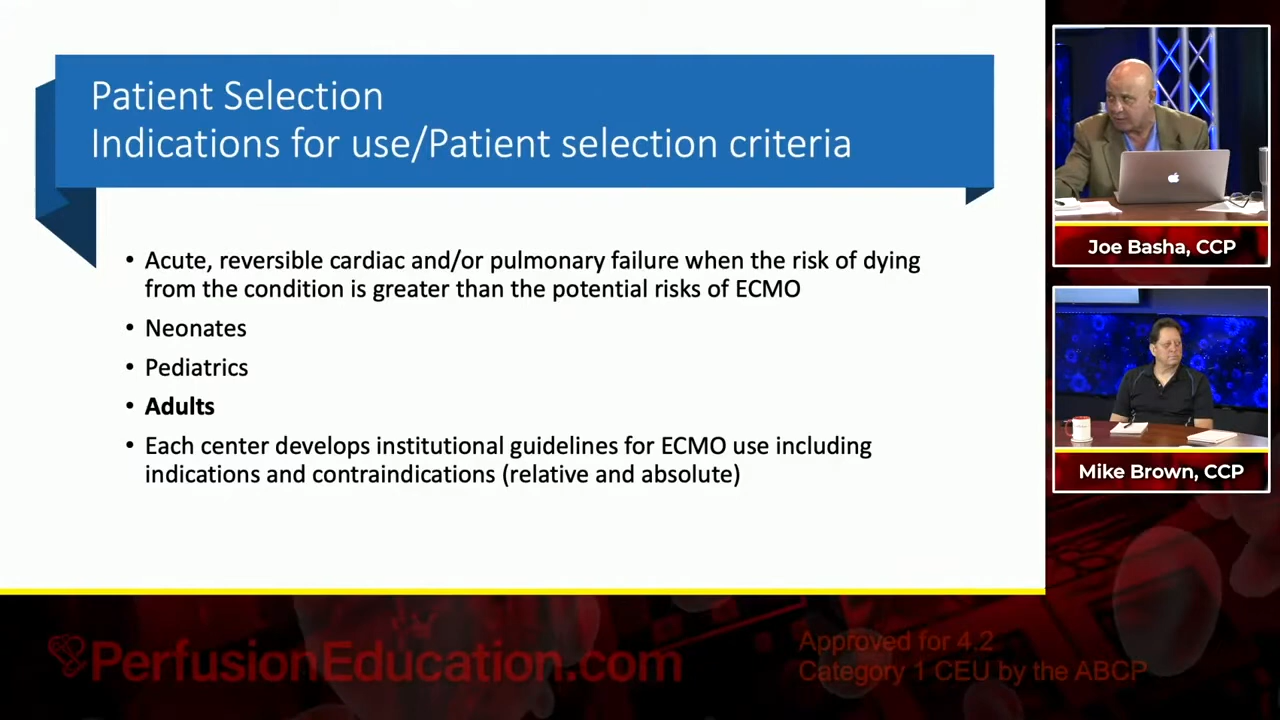 Patient Selection
Indications for use/Patient selection criteria
• Acute, reversible cardiac and/or pulmonary failure when the risk of dying
from the condition is greater than the potential risks of ECMO
• Neonates
• Pediatrics
• Adults
• Each center develops institutional guidelines for ECMO use including
indications and contraindications (relative and absolute)
Joe Basha, CCP
Mike Brown, CCP
PerfusionEducation.com
Approved for 4.2
Category 1 CEU by the ABCP